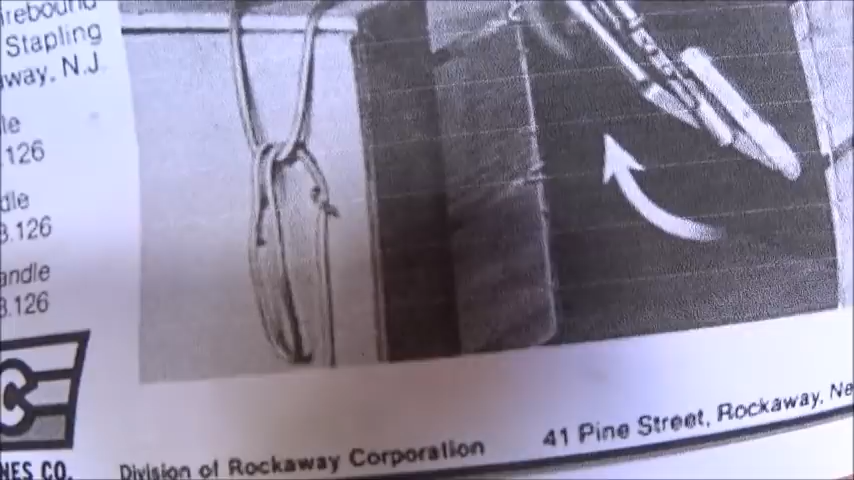 irebound
Stapling
way, N.J.
le
.126
dle
3.126
andle
3.126
C
NES CO.
Division of Rockaway Corporation
41 Pine Street, Rockaway, Ne